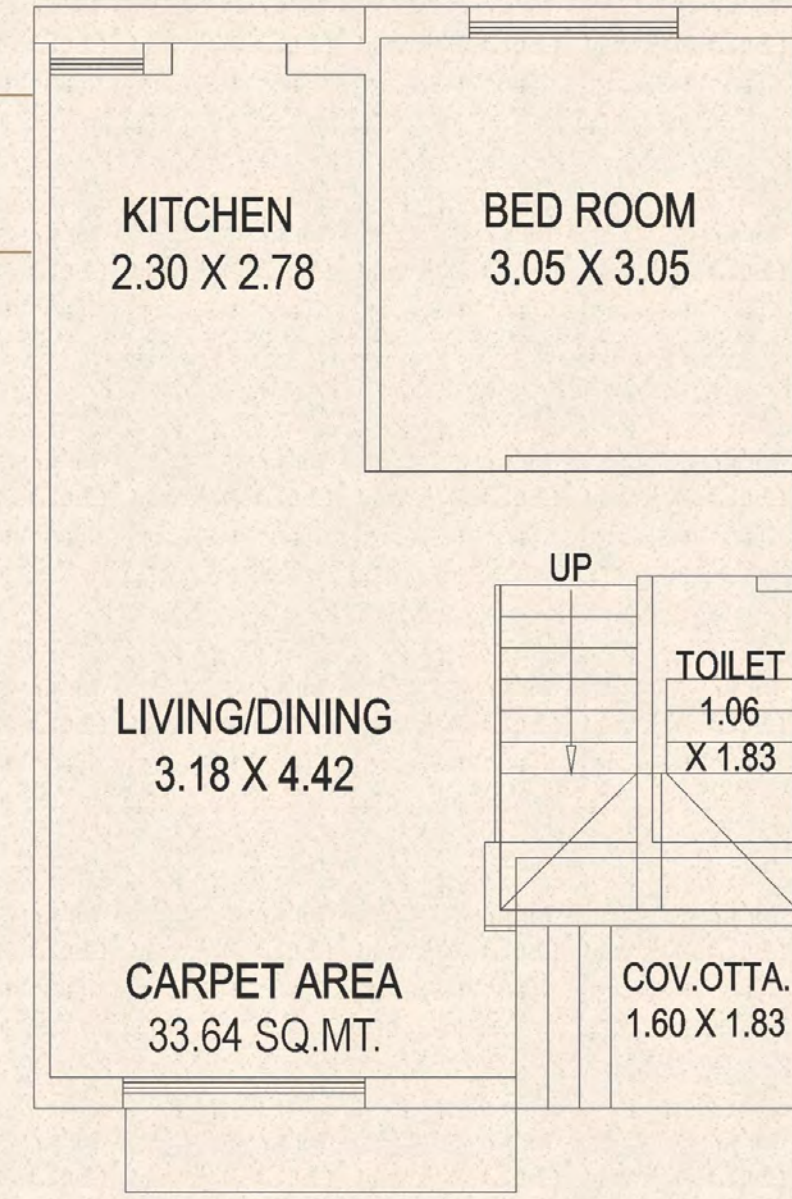 KITCHEN
2.30 X 2.78
BED ROOM
3.05 X 3.05
UP
TOILET
1.06
X 1.83
LIVING/DINING
3.18 X 4.42
CARPET AREA
33.64 SQ.MT.
COV.OTTA.
1.60 X 1.83